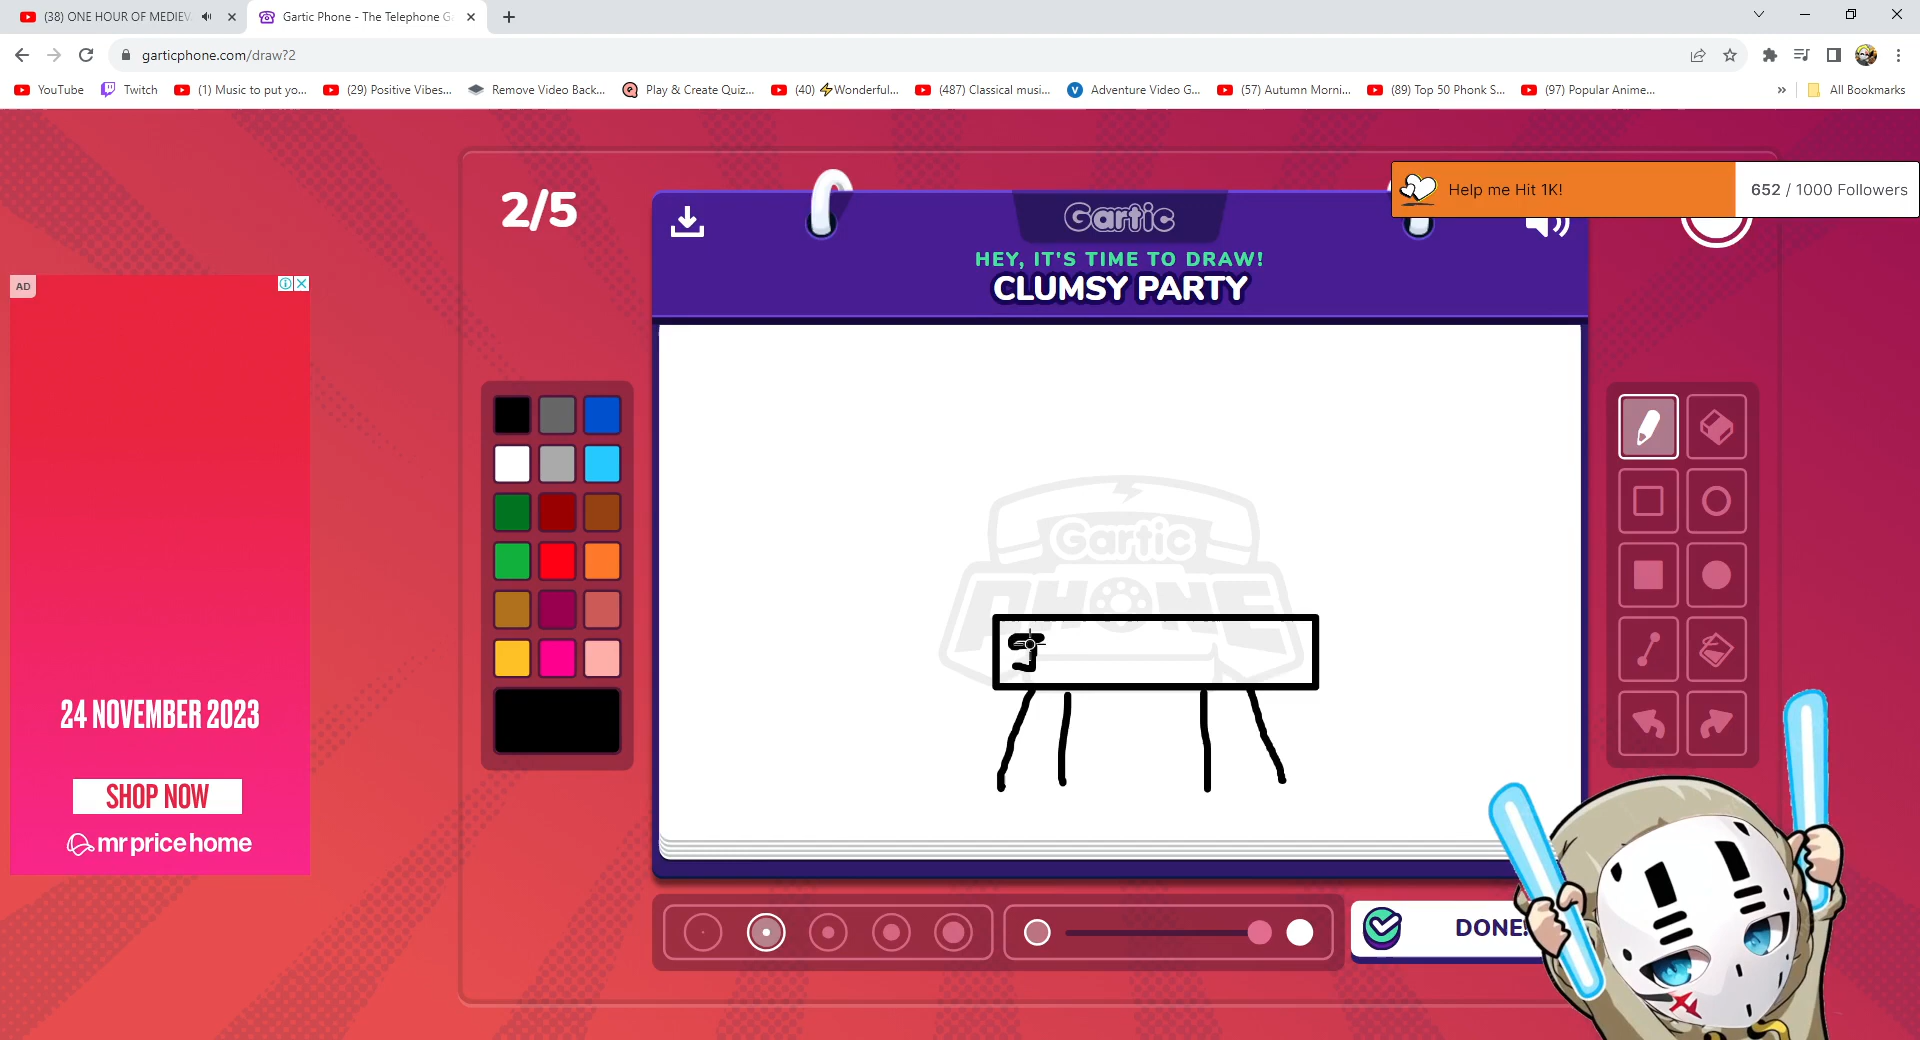 (38) ONE HOUR OF MEDIEV
Gartic Phone - The Telephone G
garticphone.com/draw?2
YouTube
Twitch
(1) Music to put yo...
(29) Positive Vibes...
Remove Video Back...
Play & Create Quiz...
(40) ⚡Wonderful...
(487) Classical musi...
Adventure Video G...
(57) Autumn Morni...
(89) Top 50 Phonk S...
(97) Popular Anime...
All Bookmarks
2/5
Gartic
Help me Hit 1K!
652 / 1000 Followers
HEY, IT'S TIME TO DRAW!
CLUMSY PARTY
AD
Gartic
PHONE
24 NOVEMBER 2023
SHOP NOW
mrpricehome
DONE!